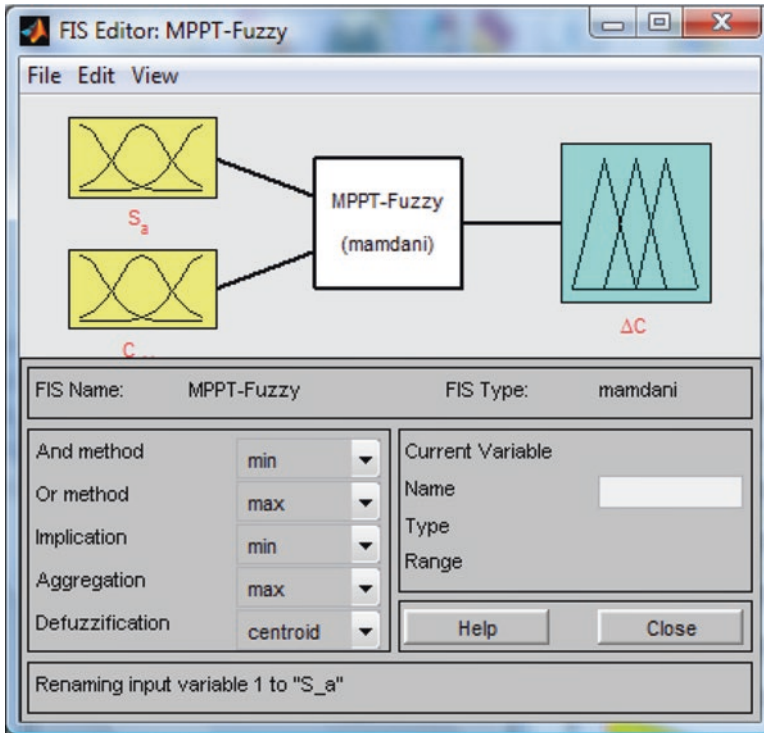 FIS Editor: MPPT-Fuzzy
File Edit View
S_a
C
MPPT-Fuzzy
(mamdani)
ΔC
FIS Name: MPPT-Fuzzy FIS Type: mamdani
And method min
Or method max
Implication min
Aggregation max
Defuzzification centroid
Current Variable
Name
Type
Range
Help Close
Renaming input variable 1 to "S_a"